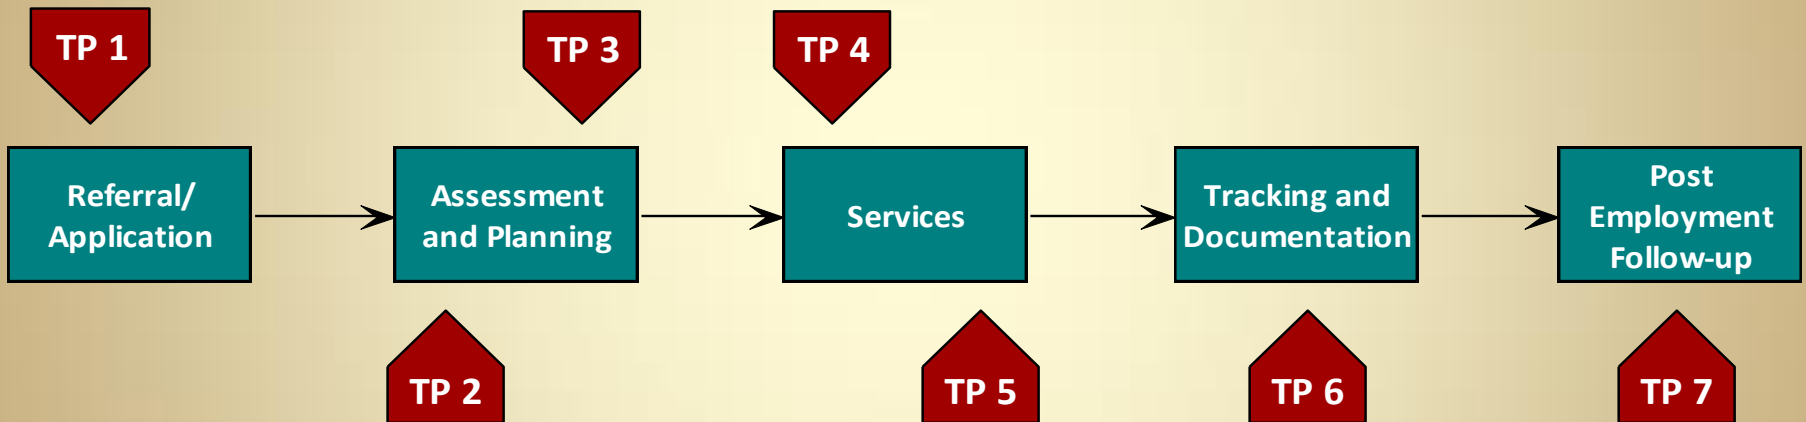 TP 1
TP 3
TP 4
Referral/
Application
Assessment
and Planning
Services
Tracking and
Documentation
Post
Employment
Follow-up
TP 2
TP 5
TP 6
TP 7